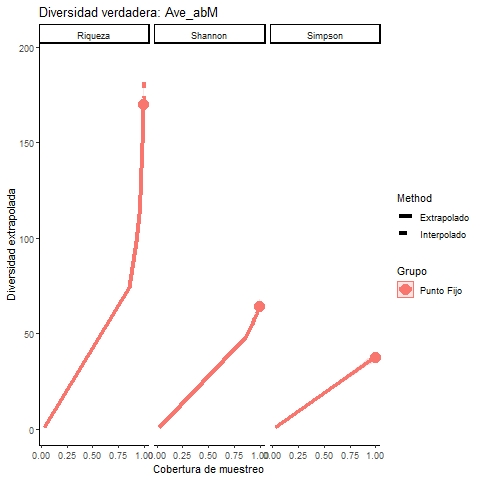 Diversidad verdadera: Ave_abM
Riqueza
Shannon
Simpson
200
150
100
50
0
Diversidad extrapolada
0.00 0.25 0.50 0.75 1.00
0.00 0.25 0.50 0.75 1.00
0.00 0.25 0.50 0.75 1.00
Cobertura de muestreo
Method
Extrapolado
Interpolado
Grupo
Punto Fijo